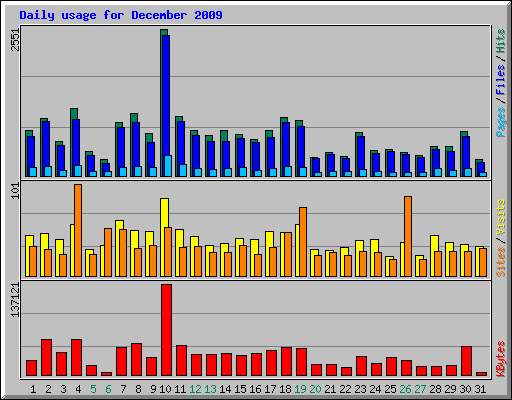 Daily usage for December 2009
2551
Pages / Files / Hits
101
Sites / Visits
137121
KBytes
1 2 3 4 5 6 7 8 9 10 11 12 13 14 15 16 17 18 19 20 21 22 23 24 25 26 27 28 29 30 31